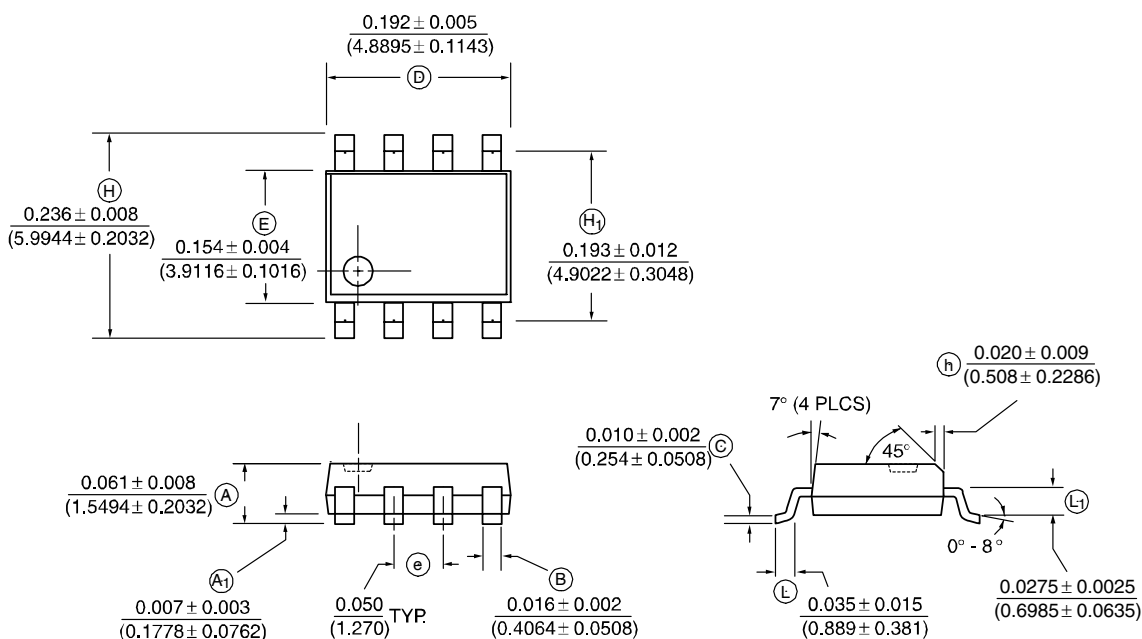 0.192 ± 0.005
(4.8895 ± 0.1143)
D
H
0.236 ± 0.008
(5.9944 ± 0.2032)
E
0.154 ± 0.004
(3.9116 ± 0.1016)
H1
0.193 ± 0.012
(4.9022 ± 0.3048)
h
0.020 ± 0.009
(0.508 ± 0.2286)
7° (4 PLCS)
0.010 ± 0.002
(0.254 ± 0.0508)
C
45°
0.061 ± 0.008
(1.5494 ± 0.2032)
A
L1
0° - 8°
A1
0.007 ± 0.003
(0.1778 ± 0.0762)
e
0.050
(1.270)
TYP.
B
0.016 ± 0.002
(0.4064 ± 0.0508)
L
0.035 ± 0.015
(0.889 ± 0.381)
0.0275 ± 0.0025
(0.6985 ± 0.0635)